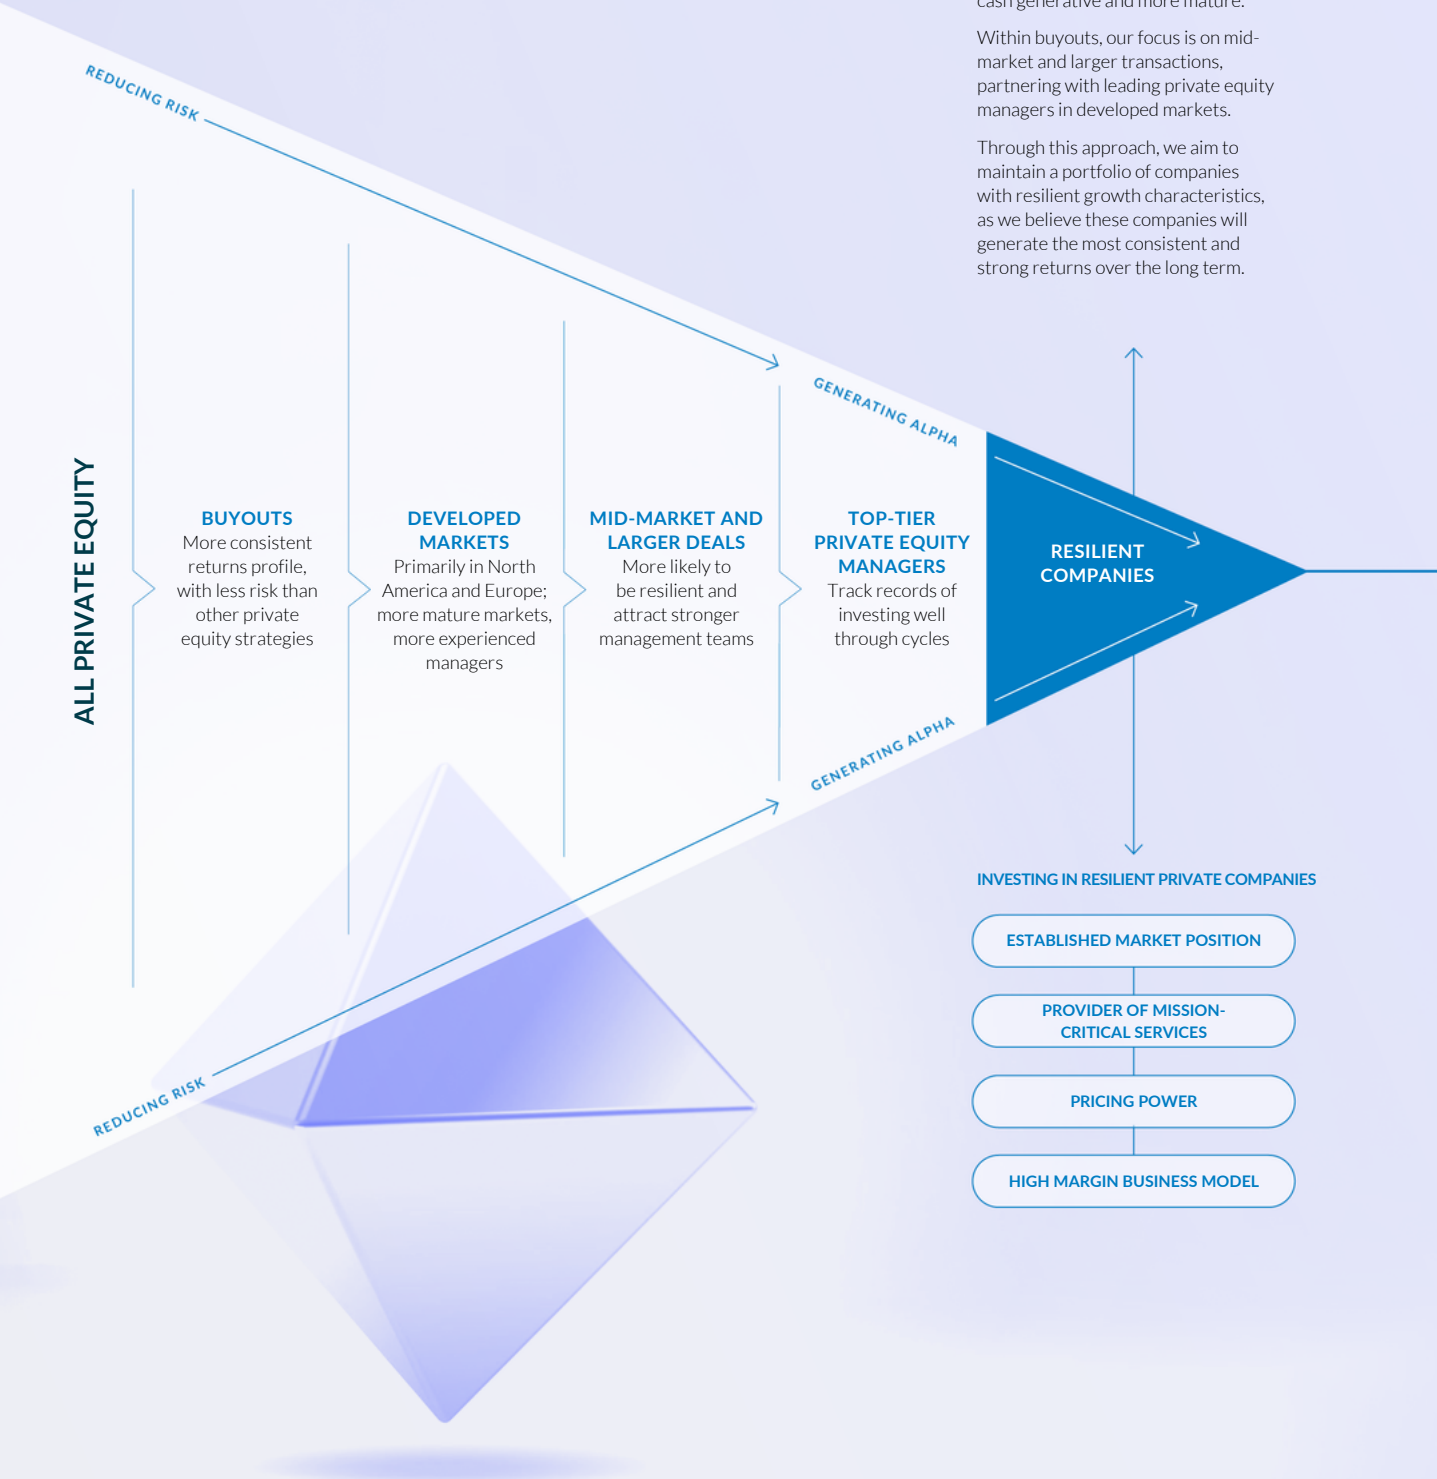 cash generative and more mature.
Within buyouts, our focus is on mid-
market and larger transactions,
partnering with leading private equity
managers in developed markets.
Through this approach, we aim to
maintain a portfolio of companies
with resilient growth characteristics,
as we believe these companies will
generate the most consistent and
strong returns over the long term.
REDUCING RISK
GENERATING ALPHA
ALL PRIVATE EQUITY
BUYOUTS
More consistent
returns profile,
with less risk than
other private
equity strategies
DEVELOPED
MARKETS
Primarily in North
America and Europe;
more mature markets,
more experienced
managers
MID-MARKET AND
LARGER DEALS
More likely to
be resilient and
attract stronger
management teams
TOP-TIER
PRIVATE EQUITY
MANAGERS
Track records of
investing well
through cycles
RESILIENT
COMPANIES
GENERATING ALPHA
REDUCING RISK
INVESTING IN RESILIENT PRIVATE COMPANIES
ESTABLISHED MARKET POSITION
PROVIDER OF MISSION-
CRITICAL SERVICES
PRICING POWER
HIGH MARGIN BUSINESS MODEL